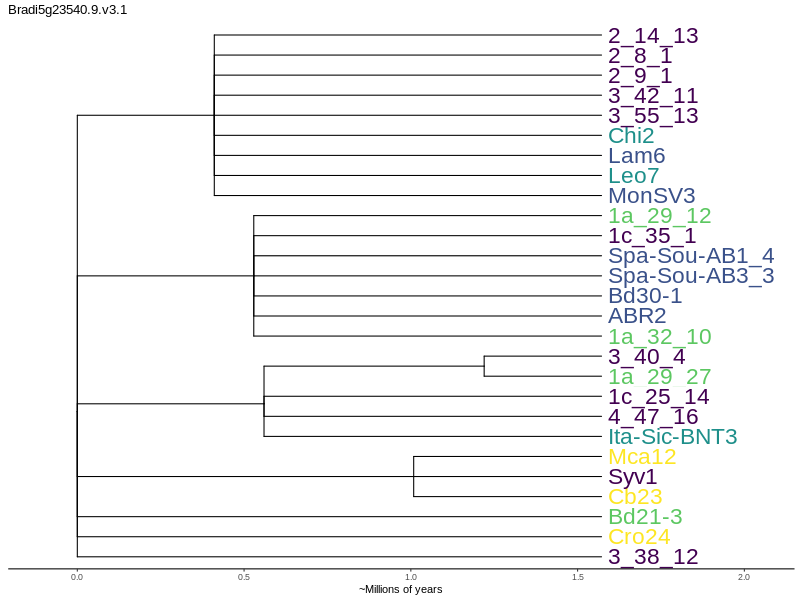 Bradi5g23540.9.v3.1
2_14_13
2_8_1
2_9_1
3_42_11
3_55_13
Chi2
Lam6
Leo7
MonSV3
1a_29_12
1c_35_1
Spa-Sou-AB1_4
Spa-Sou-AB3_3
Bd30-1
ABR2
1a_32_10
3_40_4
1a_29_27
1c_25_14
4_47_16
Ita-Sic-BNT3
Mca12
Syv1
Cb23
Bd21-3
Cro24
3_38_12
0.0 0.5 1.0 1.5 2.0
~Millions of years